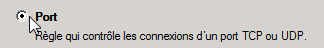 Port
Règle qui contrôle les connexions d'un port TCP ou UDP.